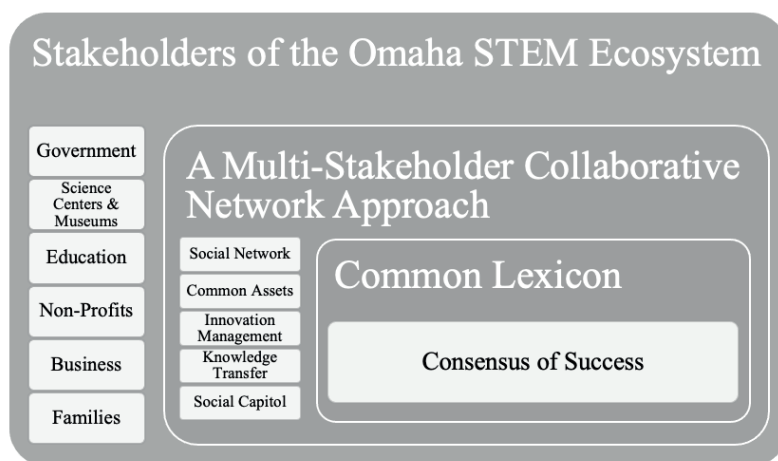 Stakeholders of the Omaha STEM Ecosystem
Government
Science
Centers &
Museums
Education
Non-Profits
Business
Families
A Multi-Stakeholder Collaborative
Network Approach
Social Network
Common Assets
Innovation
Management
Knowledge
Transfer
Social Capitol
Common Lexicon
Consensus of Success